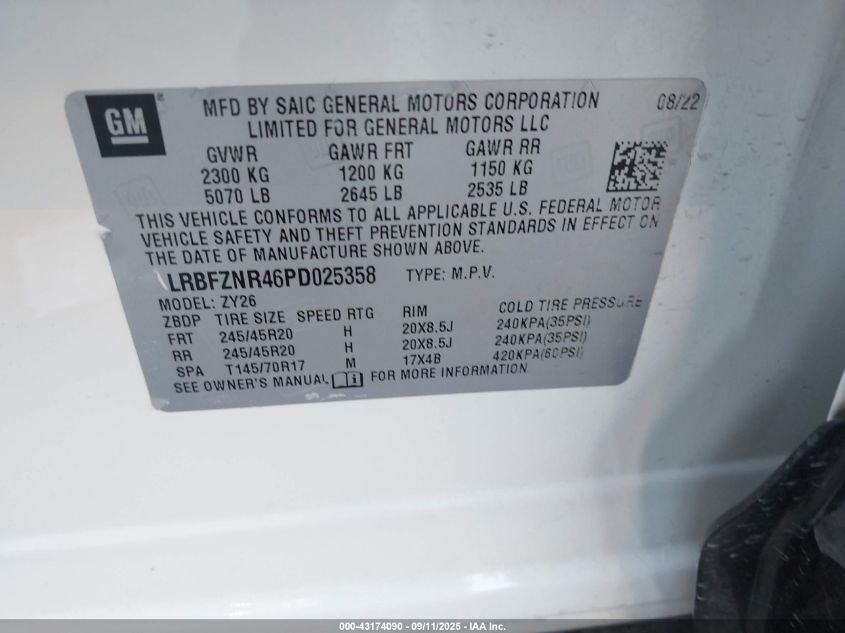 GM
MFD BY SAIC GENERAL MOTORS CORPORATION 08/22
LIMITED FOR GENERAL MOTORS LLC
GVWR GAWR FRT GAWR RR
2300 KG 1200 KG 1150 KG
5070 LB 2645 LB 2535 LB
THIS VEHICLE CONFORMS TO ALL APPLICABLE U.S. FEDERAL MOTOR
VEHICLE SAFETY AND THEFT PREVENTION STANDARDS IN EFFECT ON
THE DATE OF MANUFACTURE SHOWN ABOVE.
LRBFZNR46PD025358 TYPE: M.P.V.
MODEL: ZY26
ZBDP TIRE SIZE SPEED RTG RIM COLD TIRE PRESSURE
FRT 245/45R20 H 20X8.5J 240KPA(35PSI)
RR 245/45R20 H 20X8.5J 240KPA(35PSI)
SPA T145/70R17 M 17X4B 420KPA(60PSI)
SEE OWNER'S MANUAL FOR MORE INFORMATION
000-43174090 - 09/11/2025 - IAA Inc.